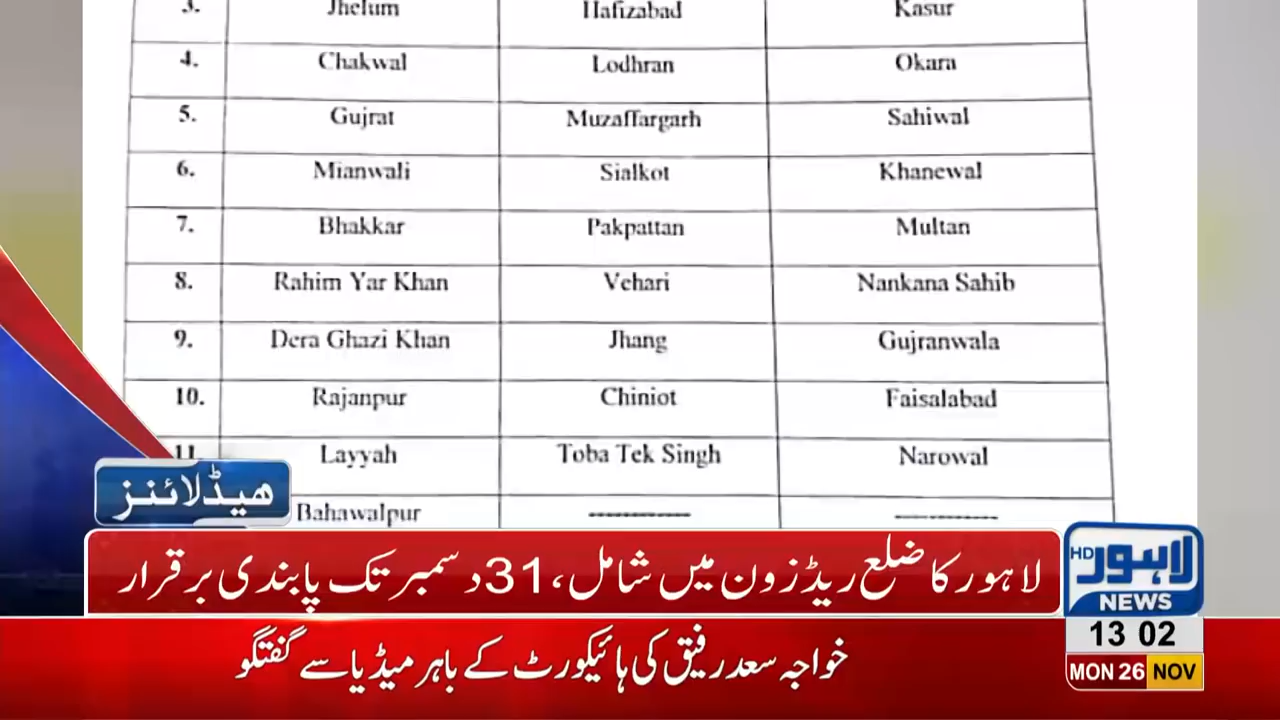 3. Jhelum Hafizabad Kasur
4. Chakwal Lodhran Okara
5. Gujrat Muzaffargarh Sahiwal
6. Mianwali Sialkot Khanewal
7. Bhakkar Pakpattan Multan
8. Rahim Yar Khan Vehari Nankana Sahib
9. Dera Ghazi Khan Jhang Gujranwala
10. Rajanpur Chiniot Faisalabad
11. Layyah Toba Tek Singh Narowal
Bahawalpur ------------ ------------
ھیڈلائنز
لاہور کا ضلع ریڈ زون میں شامل، 31 دسمبر تک پابندی برقرار
HD لاہور
NEWS
13 02
MON 26 NOV
خواجہ سعد رفیق کی ہائیکورٹ کے باہر میڈیا سے گفتگو